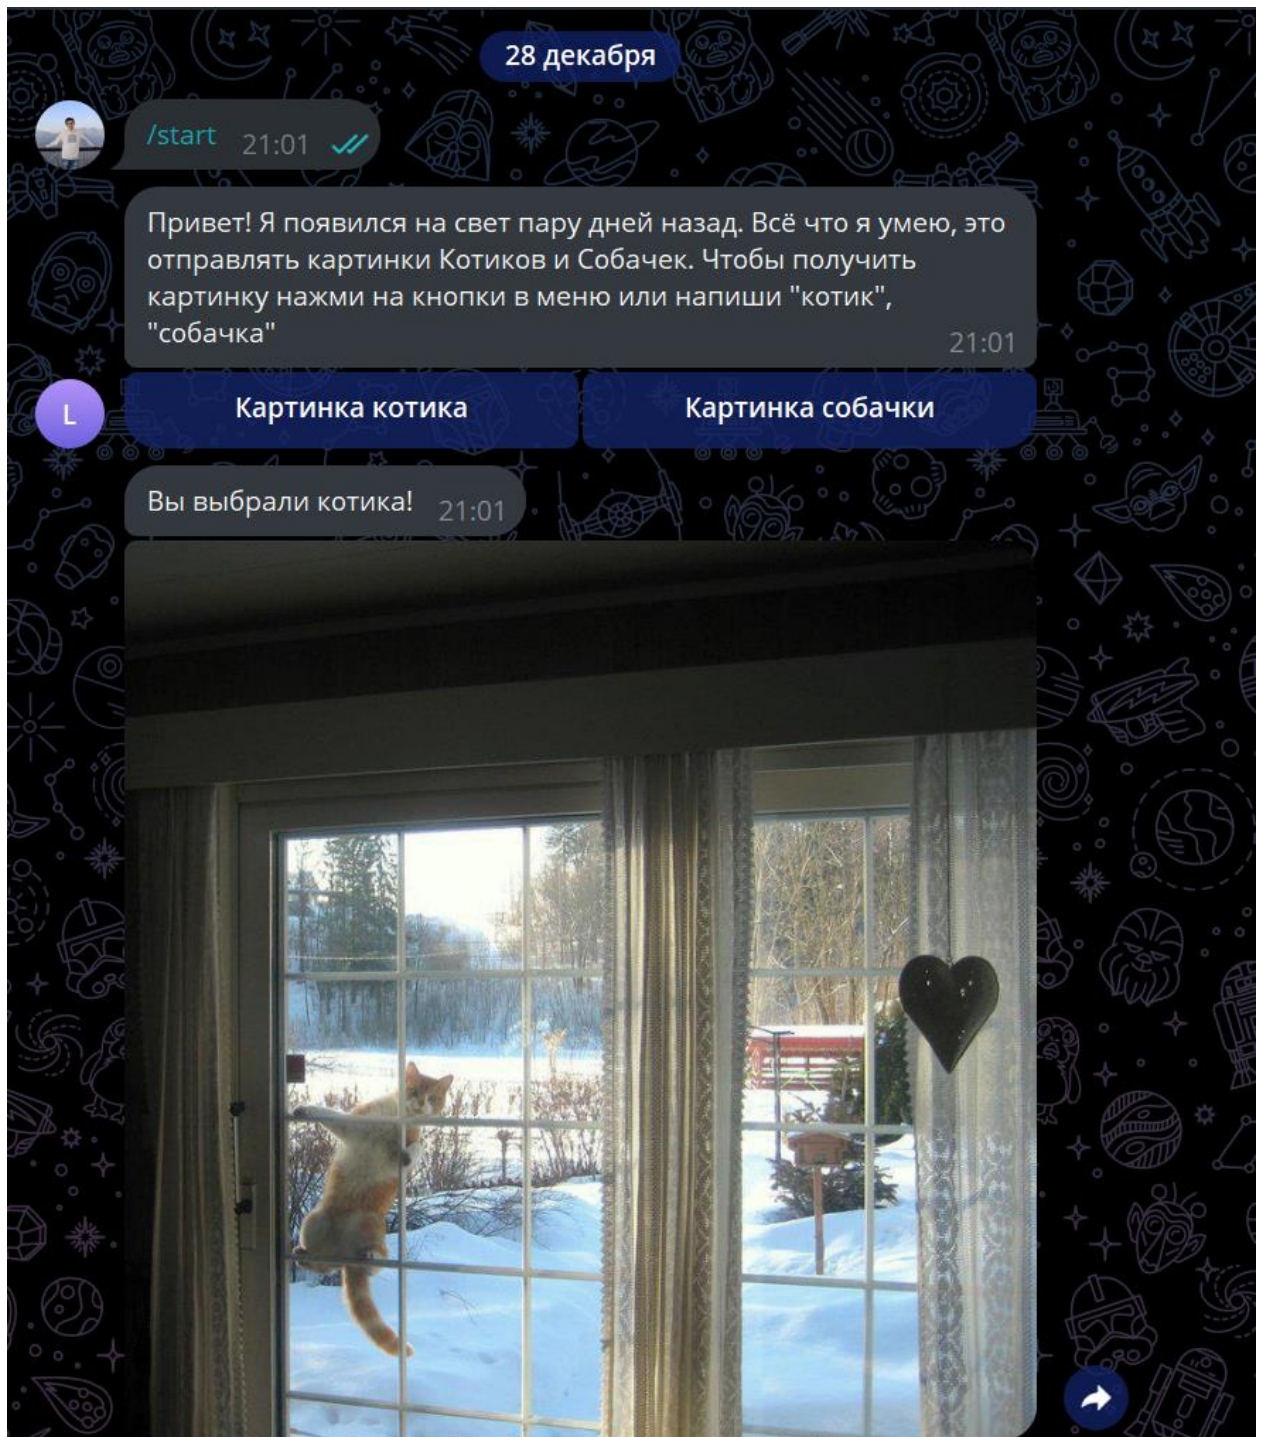 28 декабря
/start 21:01
Привет! Я появился на свет пару дней назад. Всё что я умею, это
отправлять картинки Котиков и Собачек. Чтобы получить
картинку нажми на кнопки в меню или напиши "котик",
"собачка"
21:01
L
Картинка котика
Картинка собачки
Вы выбрали котика! 21:01